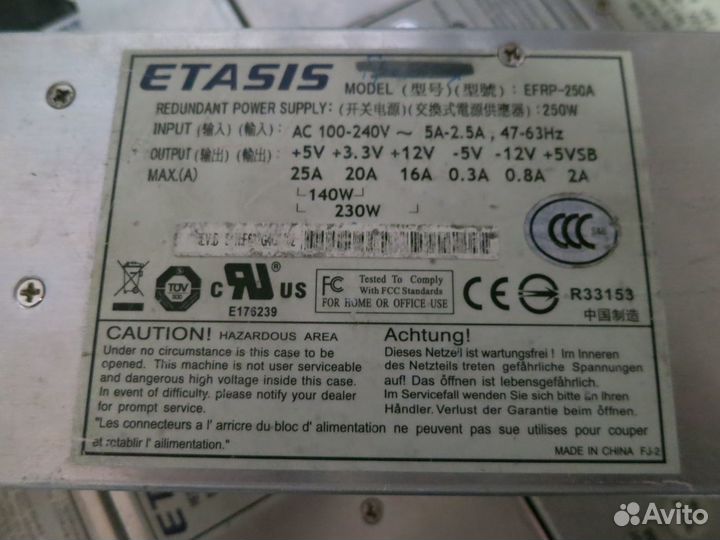 ETASIS
MODEL (型号)(型號): EFRP-250A
REDUNDANT POWER SUPPLY: (开关电源)(交換式電源供應器): 250W
INPUT (输入) (輸入): AC 100-240V ~ 5A-2.5A, 47-63Hz
OUTPUT (输出) (輸出): +5V +3.3V +12V -5V -12V +5VSB
MAX.(A) 25A 20A 16A 0.3A 0.8A 2A
140W
230W
CCC
TÜV
c UL US
E176239
FC Tested To Comply
With FCC Standards
FOR HOME OR OFFICE USE
CE
R33153
中国制造
CAUTION! HAZARDOUS AREA
Under no circumstance is this case to be
opened. This machine is not user serviceable
and dangerous high voltage inside this case.
In event of difficulty. please notify your dealer
for prompt service.
Achtung!
Dieses Netzteil ist wartungsfrei ! Im Inneren
des Netzteils treten gefährliche Spannungen
auf! Das öffnen ist lebensgefährlich.
Im Servicefall wenden Sie sich bitte an Ihren
Händler. Verlust der Garantie beim öffnen.
"Les connecteurs a l' arricre du bloc d' alimentation ne peuvent pas sue utilises pour couper
et retablir l' ailimentation."
MADE IN CHINA FJ-2
ETASIS
Avito